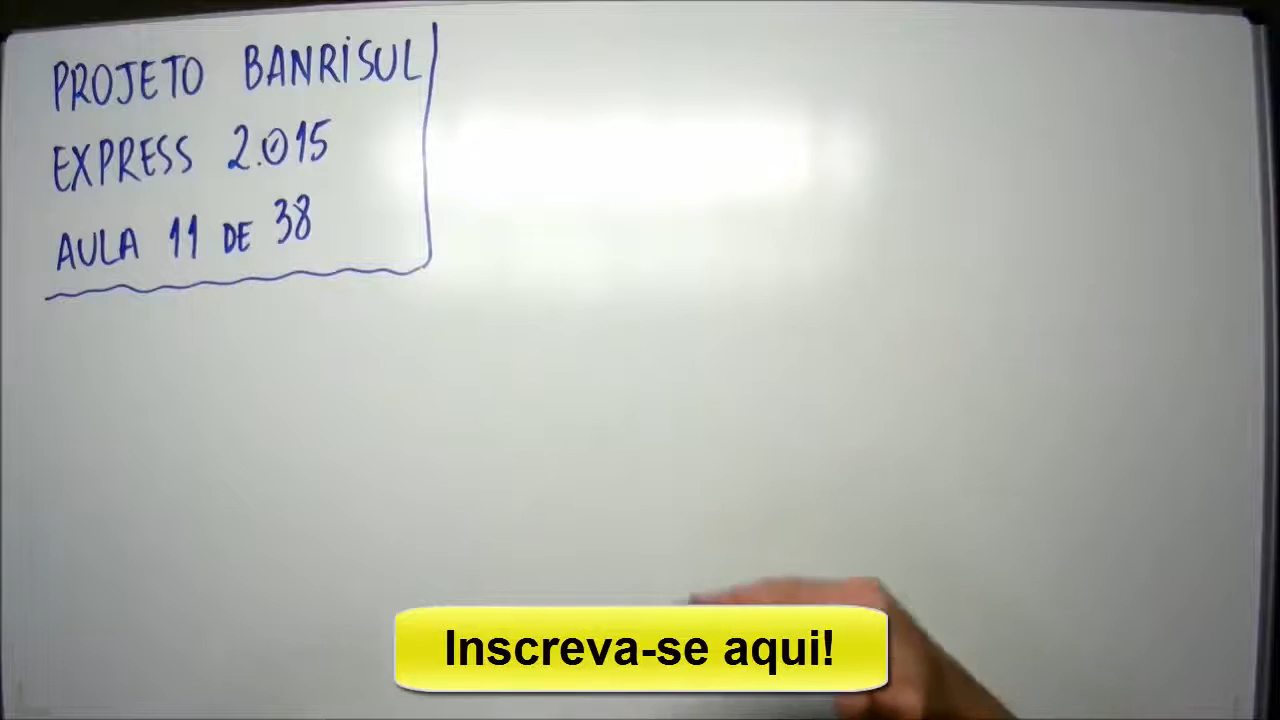 PROJETO BANRISUL
EXPRESS 2.015
AULA 11 DE 38
Inscreva-se aqui!